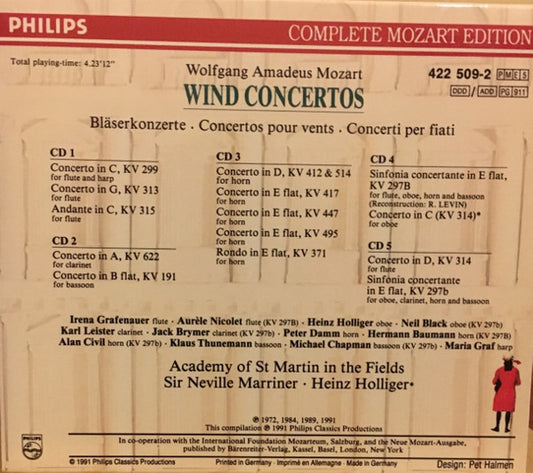 PHILIPS
COMPLETE MOZART EDITION
Total playing-time: 4.23'12"
Wolfgang Amadeus Mozart
422 509-2 PMES
WIND CONCERTOS
DDD/ADD PG 911
Bläserkonzerte · Concertos pour vents · Concerti per fiati
CD 1
Concerto in C, KV 299
for flute and harp
Concerto in G, KV 313
for flute
Andante in C, KV 315
for flute
CD 2
Concerto in A, KV 622
for clarinet
Concerto in B flat, KV 191
for bassoon
CD 3
Concerto in D, KV 412 & 514
for horn
Concerto in E flat, KV 417
for horn
Concerto in E flat, KV 447
for horn
Concerto in E flat, KV 495
for horn
Rondo in E flat, KV 371
for horn
CD 4
Sinfonia concertante in E flat,
KV 297B
for flute, oboe, horn and bassoon
(Reconstruction: R. LEVIN)
Concerto in C (KV 314)*
for oboe
CD 5
Concerto in D, KV 314
for flute
Sinfonia concertante
in E flat, KV 297b
for oboe, clarinet, horn and bassoon
Irena Grafenauer flute · Aurèle Nicolet flute (KV 297B) · Heinz Holliger oboe · Neil Black oboe (KV 297b)
Karl Leister clarinet · Jack Brymer clarinet (KV 297b) · Peter Damm horn · Hermann Baumann horn (KV 297B)
Alan Civil horn (KV 297b) · Klaus Thunemann bassoon · Michael Chapman bassoon (KV 297b) · Maria Graf harp
Academy of St Martin in the Fields
Sir Neville Marriner · Heinz Holliger*
℗ 1972, 1984, 1989, 1991
This compilation ℗ 1991 Philips Classics Productions
PHILIPS
In co-operation with the International Foundation Mozarteum, Salzburg, and the Neue Mozart-Ausgabe,
published by Bärenreiter-Verlag, Kassel, Basel, London, New York
© 1991 Philips Classics Productions
Printed in Germany · Imprimé en Allemagne · Made in Germany
Design: Pet Halmen